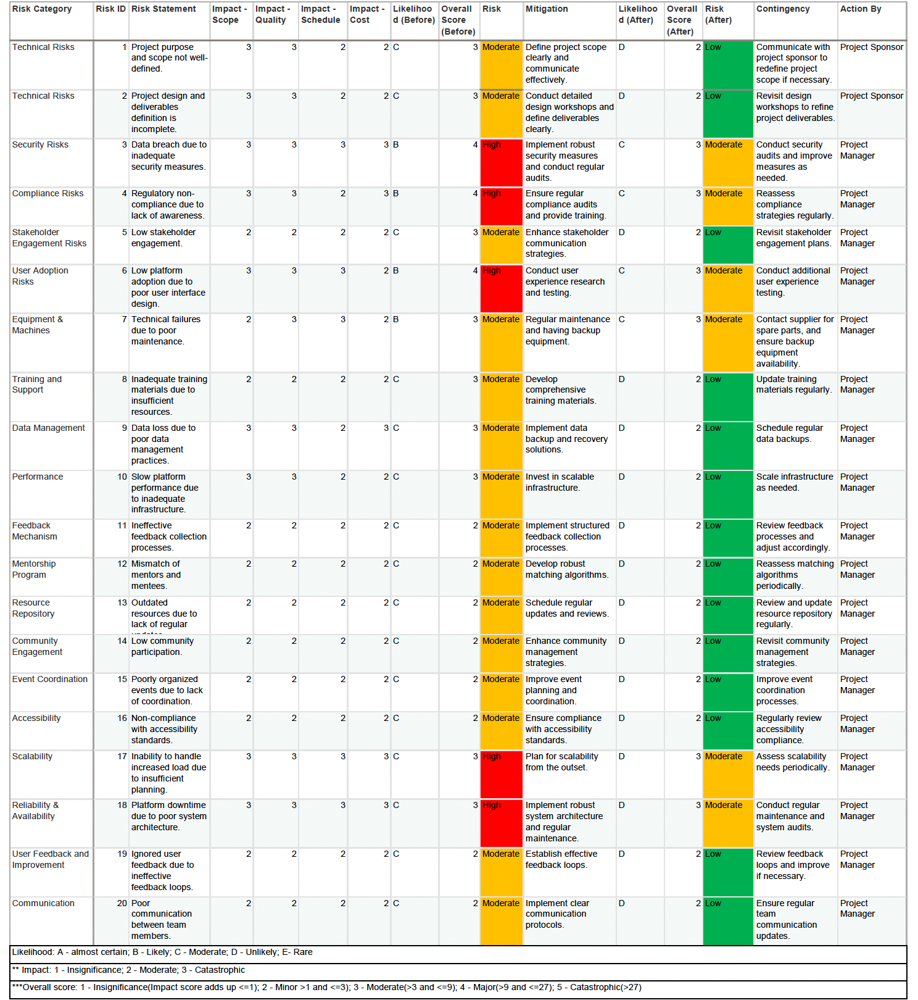 Risk Category Risk ID Risk Statement Impact - Scope Impact - Quality Impact - Schedule Impact - Cost Likelihoo d (Before) Overall Score (Before) Risk Mitigation Likelihoo d (After) Overall Score (After) Risk (After) Contingency Action By
Technical Risks 1 Project purpose and scope not well-defined. 3 3 2 2 C 3 Moderate Define project scope clearly and communicate effectively. D 2 Low Communicate with project sponsor to redefine project scope if necessary. Project Sponsor
Technical Risks 2 Project design and deliverables definition is incomplete. 3 3 2 2 C 3 Moderate Conduct detailed design workshops and define deliverables clearly. D 2 Low Revisit design workshops to refine project deliverables. Project Sponsor
Security Risks 3 Data breach due to inadequate security measures. 3 3 3 3 B 4 High Implement robust security measures and conduct regular audits. C 3 Moderate Conduct security audits and improve measures as needed. Project Manager
Compliance Risks 4 Regulatory non-compliance due to lack of awareness. 3 3 2 3 B 4 High Ensure regular compliance audits and provide training. C 3 Moderate Reassess compliance strategies regularly. Project Manager
Stakeholder Engagement Risks 5 Low stakeholder engagement. 2 2 2 2 C 3 Moderate Enhance stakeholder communication strategies. D 2 Low Revisit stakeholder engagement plans. Project Manager
User Adoption Risks 6 Low platform adoption due to poor user interface design. 3 3 3 2 B 4 High Conduct user experience research and testing. C 3 Moderate Conduct additional user experience testing. Project Manager
Equipment & Machines 7 Technical failures due to poor maintenance. 2 3 3 2 B 3 Moderate Regular maintenance and having backup equipment. C 3 Moderate Contact supplier for spare parts, and ensure backup equipment availability. Project Manager
Training and Support 8 Inadequate training materials due to insufficient resources. 2 2 2 2 C 3 Moderate Develop comprehensive training materials. D 2 Low Update training materials regularly. Project Manager
Data Management 9 Data loss due to poor data management practices. 3 3 2 3 C 3 Moderate Implement data backup and recovery solutions. D 2 Low Schedule regular data backups. Project Manager
Performance 10 Slow platform performance due to inadequate infrastructure. 3 3 2 2 C 3 Moderate Invest in scalable infrastructure. D 2 Low Scale infrastructure as needed. Project Manager
Feedback Mechanism 11 Ineffective feedback collection processes. 2 2 2 2 C 2 Moderate Implement structured feedback collection processes. D 2 Low Review feedback processes and adjust accordingly. Project Manager
Mentorship Program 12 Mismatch of mentors and mentees. 2 2 2 2 C 2 Moderate Develop robust matching algorithms. D 2 Low Reassess matching algorithms periodically. Project Manager
Resource Repository 13 Outdated resources due to lack of regular 2 2 2 2 C 2 Moderate Schedule regular updates and reviews. D 2 Low Review and update resource repository regularly. Project Manager
Community Engagement 14 Low community participation. 2 2 2 2 C 2 Moderate Enhance community management strategies. D 2 Low Revisit community management strategies. Project Manager
Event Coordination 15 Poorly organized events due to lack of coordination. 2 2 2 2 C 2 Moderate Improve event planning and coordination. D 2 Low Improve event coordination processes. Project Manager
Accessibility 16 Non-compliance with accessibility standards. 2 2 2 2 C 2 Moderate Ensure compliance with accessibility standards. D 2 Low Regularly review accessibility compliance. Project Manager
Scalability 17 Inability to handle increased load due to insufficient planning. 3 3 3 3 C 3 High Plan for scalability from the outset. D 3 Moderate Assess scalability needs periodically. Project Manager
Reliability & Availability 18 Platform downtime due to poor system architecture. 3 3 3 3 C 3 High Implement robust system architecture and regular maintenance. D 3 Moderate Conduct regular maintenance and system audits. Project Manager
User Feedback and Improvement 19 Ignored user feedback due to ineffective feedback loops. 2 2 2 2 C 2 Moderate Establish effective feedback loops. D 2 Low Review feedback loops and improve if necessary. Project Manager
Communication 20 Poor communication between team members. 2 2 2 2 C 2 Moderate Implement clear communication protocols. D 2 Low Ensure regular team communication updates. Project Manager
Likelihood: A - almost certain; B - Likely; C - Moderate; D - Unlikely; E- Rare
** Impact: 1 - Insignificance; 2 - Moderate; 3 - Catastrophic
***Overall score: 1 - Insignificance(Impact score adds up <=1); 2 - Minor >1 and <=3); 3 - Moderate(>3 and <=9); 4 - Major(>9 and <=27); 5 - Catastrophic(>27)